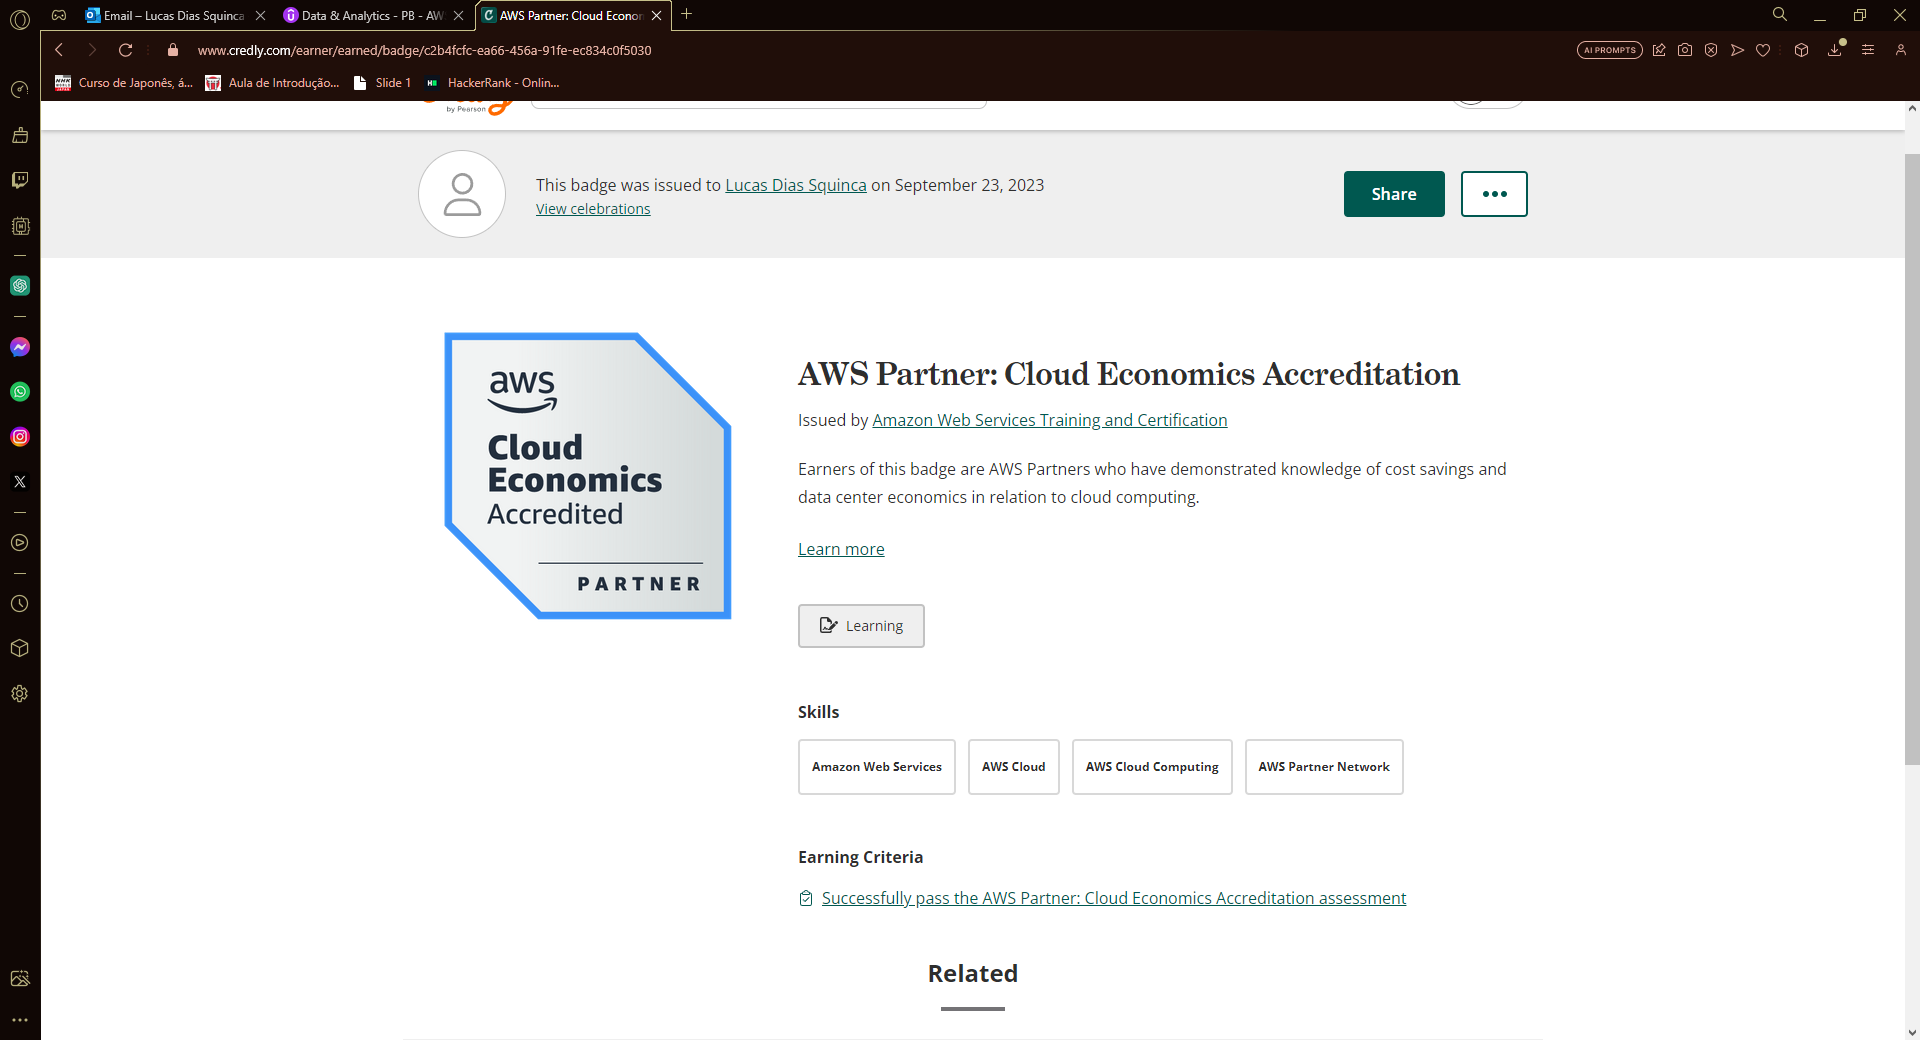 Email – Lucas Dias Squinca
Data & Analytics - PB - AW
AWS Partner: Cloud Econor
www.credly.com/earner/earned/badge/c2b4fcfc-ea66-456a-91fe-ec834c0f5030
AI PROMPTS
Curso de Japonês, á...
Aula de Introdução...
Slide 1
HackerRank - Onlin...
by Pearson
This badge was issued to Lucas Dias Squinca on September 23, 2023
View celebrations
Share
aws
Cloud
Economics
Accredited
PARTNER
AWS Partner: Cloud Economics Accreditation
Issued by Amazon Web Services Training and Certification
Earners of this badge are AWS Partners who have demonstrated knowledge of cost savings and
data center economics in relation to cloud computing.
Learn more
Learning
Skills
Amazon Web Services
AWS Cloud
AWS Cloud Computing
AWS Partner Network
Earning Criteria
Successfully pass the AWS Partner: Cloud Economics Accreditation assessment
Related